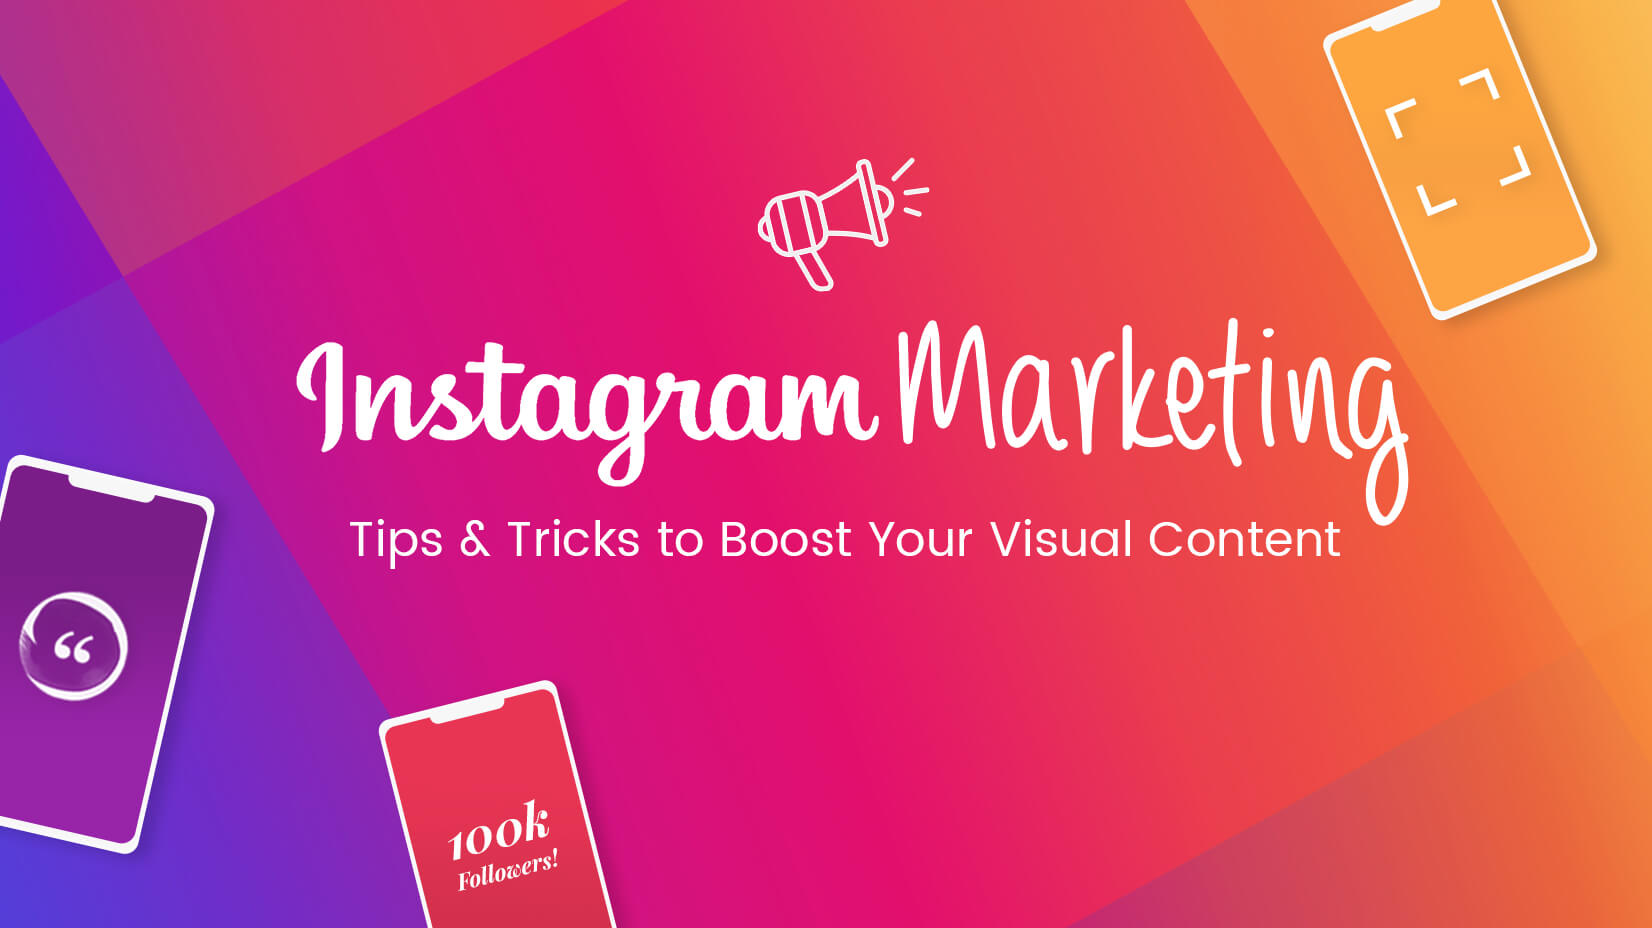 Instagram Marketing
Tips & Tricks to Boost Your Visual Content
“
100k
Followers!